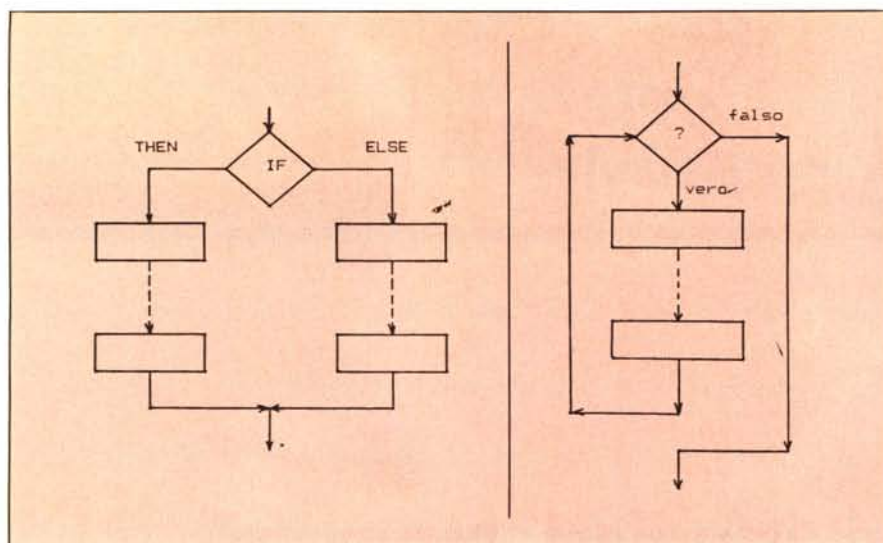 THEN
IF
ELSE
?
falso
vero